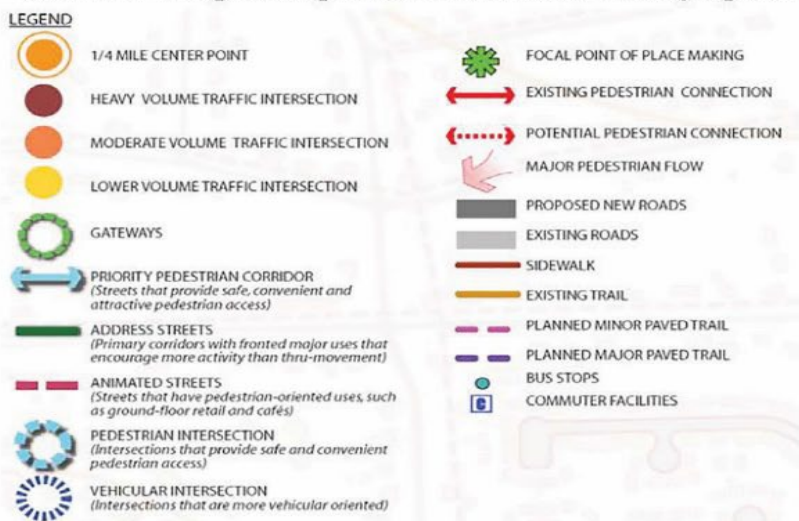 LEGEND
1/4 MILE CENTER POINT
HEAVY VOLUME TRAFFIC INTERSECTION
MODERATE VOLUME TRAFFIC INTERSECTION
LOWER VOLUME TRAFFIC INTERSECTION
GATEWAYS
PRIORITY PEDESTRIAN CORRIDOR
(Streets that provide safe, convenient and
attractive pedestrian access)
ADDRESS STREETS
(Primary corridors with fronted major uses that
encourage more activity than thru-movement)
ANIMATED STREETS
(Streets that have pedestrian-oriented uses, such
as ground-floor retail and cafés)
PEDESTRIAN INTERSECTION
(Intersections that provide safe and convenient
pedestrian access)
VEHICULAR INTERSECTION
(Intersections that are more vehicular oriented)
FOCAL POINT OF PLACE MAKING
EXISTING PEDESTRIAN CONNECTION
POTENTIAL PEDESTRIAN CONNECTION
MAJOR PEDESTRIAN FLOW
PROPOSED NEW ROADS
EXISTING ROADS
SIDEWALK
EXISTING TRAIL
PLANNED MINOR PAVED TRAIL
PLANNED MAJOR PAVED TRAIL
BUS STOPS
C COMMUTER FACILITIES